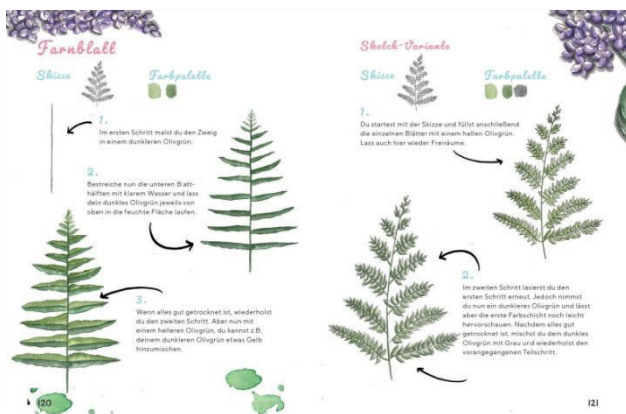 Farnblatt
Skizze
Farbpalette
1.
Im ersten Schritt malst du den Zweig
in einem dunkleren Olivgrün.
2.
Bestreiche nun die unteren Blatt-
hälften mit klarem Wasser und lass
dein dunkles Olivgrün jeweils von
oben in die feuchte Fläche laufen.
3.
Wenn alles gut getrocknet ist, wiederholst
du den zweiten Schritt. Aber nun mit
einem helleren Olivgrün, du kannst z.B.
deinem dunkleren Olivgrün etwas Gelb
hinzumischen.
120
Sketch-Variante
Skizze
Farbpalette
1.
Du startest mit der Skizze und füllst anschließend
die einzelnen Blätter mit einem hellen Olivgrün.
Lass auch hier wieder Freiräume.
2.
Im zweiten Schritt lasierst du den
ersten Schritt erneut. Jedoch nimmst
du nun ein dunkleres Olivgrün und lässt
aber die erste Farbschicht noch leicht
hervorschauen. Nachdem alles gut
getrocknet ist, mischst du dein dunkles
Olivgrün mit Grau und wiederholst den
vorangegangenen Teilschritt.
121